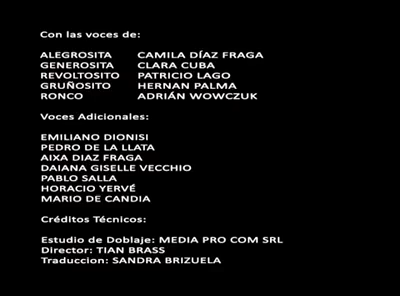 Con las voces de:
ALEGROSITA CAMILA DÍAZ FRAGA
GENEROSITA CLARA CUBA
REVOLTOSITO PATRICIO LAGO
GRUÑOSITO HERNAN PALMA
RONCO ADRIÁN WOWCZUK
Voces Adicionales:
EMILIANO DIONISI
PEDRO DE LA LLATA
AIXA DIAZ FRAGA
DAIANA GISELLE VECCHIO
PABLO SALLA
HORACIO YERVÉ
MARIO DE CANDIA
Créditos Técnicos:
Estudio de Doblaje: MEDIA PRO COM SRL
Director: TIAN BRASS
Traduccion: SANDRA BRIZUELA